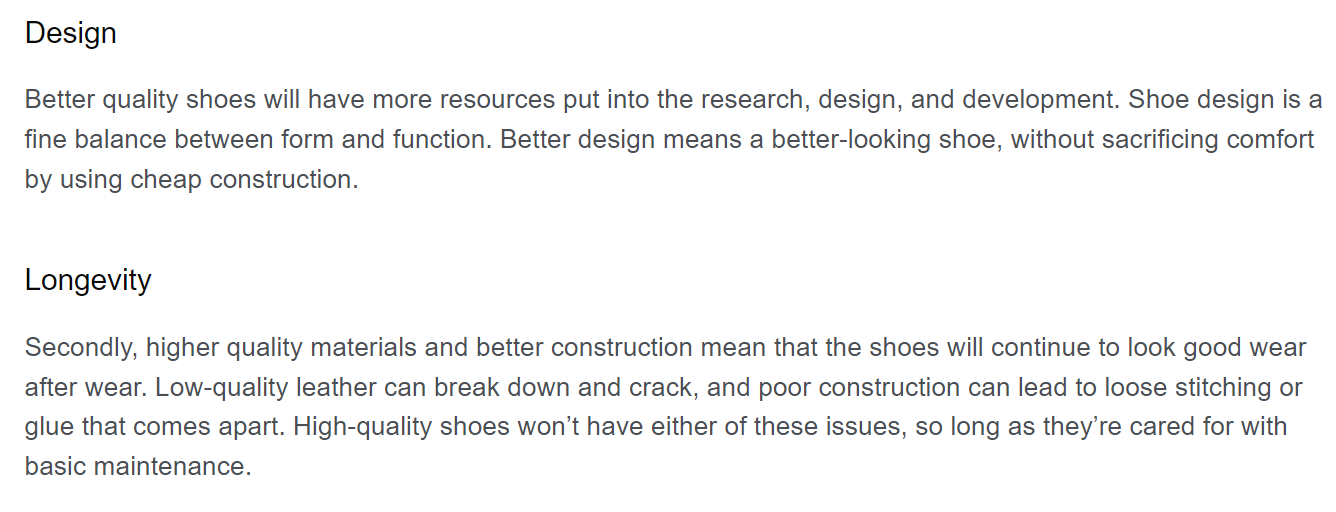 Design
Better quality shoes will have more resources put into the research, design, and development. Shoe design is a
fine balance between form and function. Better design means a better-looking shoe, without sacrificing comfort
by using cheap construction.
Longevity
Secondly, higher quality materials and better construction mean that the shoes will continue to look good wear
after wear. Low-quality leather can break down and crack, and poor construction can lead to loose stitching or
glue that comes apart. High-quality shoes won’t have either of these issues, so long as they’re cared for with
basic maintenance.